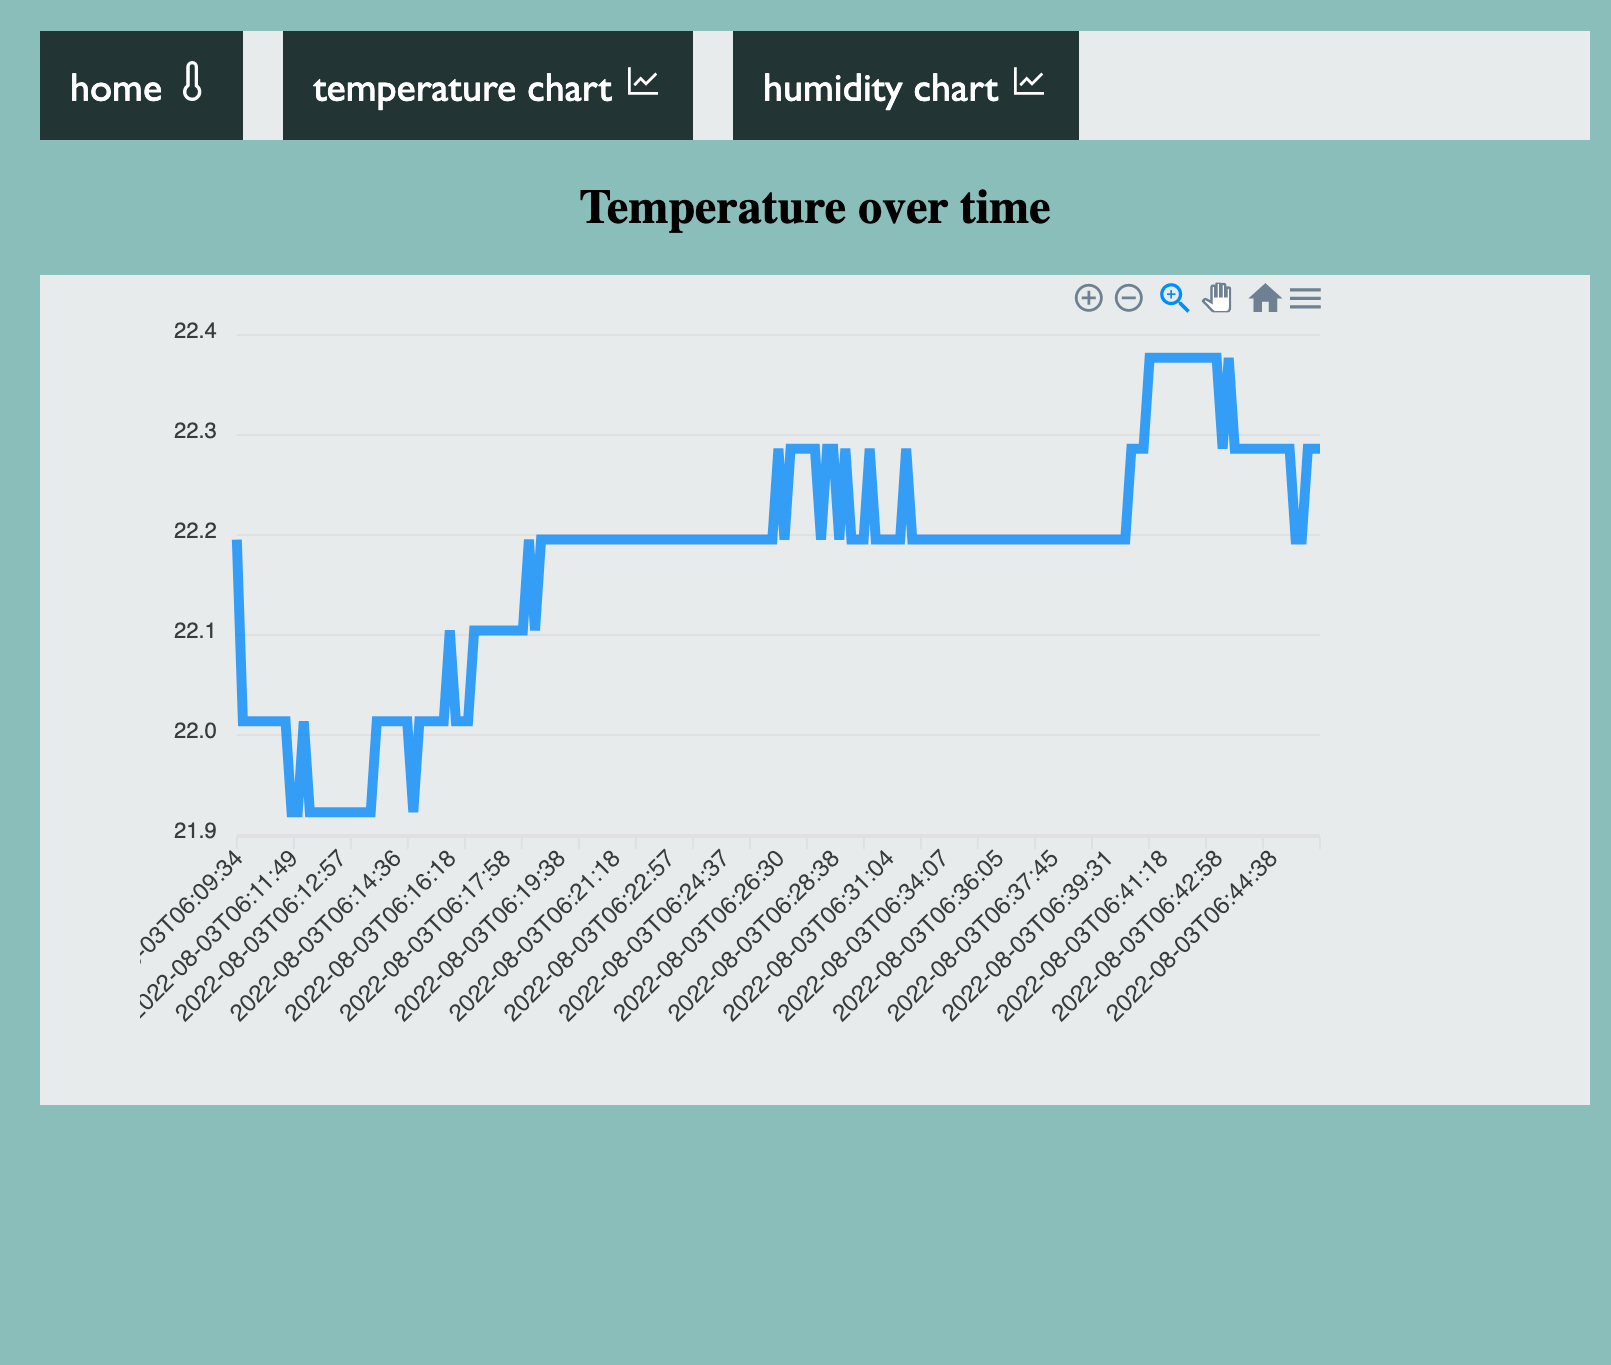 home
temperature chart
humidity chart
Temperature over time
22.4
22.3
22.2
22.1
22.0
21.9
-03T06:09:34
2022-08-03T06:11:49
2022-08-03T06:12:57
2022-08-03T06:14:36
2022-08-03T06:16:18
2022-08-03T06:17:58
2022-08-03T06:19:38
2022-08-03T06:21:18
2022-08-03T06:22:57
2022-08-03T06:24:37
2022-08-03T06:26:30
2022-08-03T06:28:38
2022-08-03T06:31:04
2022-08-03T06:34:07
2022-08-03T06:36:05
2022-08-03T06:37:45
2022-08-03T06:39:31
2022-08-03T06:41:18
2022-08-03T06:42:58
2022-08-03T06:44:38